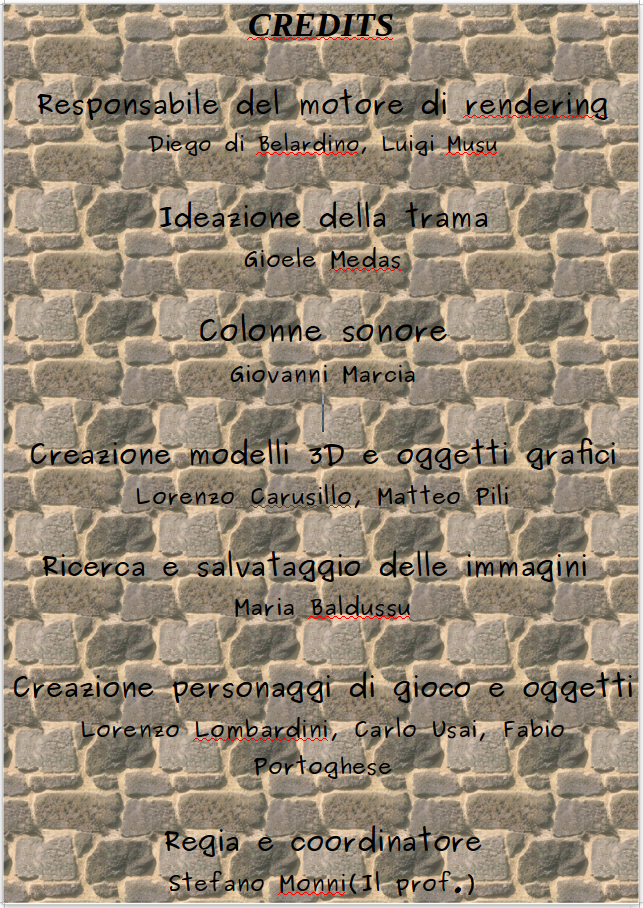 CREDITS
Responsabile del motore di rendering
Diego di Belardino, Luigi Musu
Ideazione della trama
Gioele Medas
Colonne sonore
Giovanni Marcia
Creazione modelli 3D e oggetti grafici
Lorenzo Carusillo, Matteo Pili
Ricerca e salvataggio delle immagini
Maria Baldussu
Creazione personaggi di gioco e oggetti
Lorenzo Lombardini, Carlo Usai, Fabio
Portoghese
Regia e coordinatore
Stefano Monni(Il prof.)